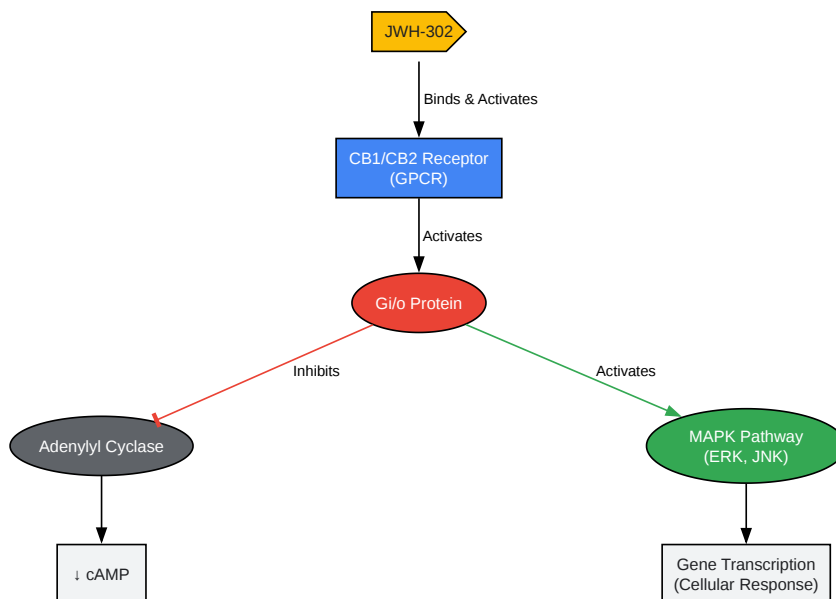 JWH-302
Binds & Activates
CB1/CB2 Receptor
(GPCR)
Activates
Gi/o Protein
Inhibits
Activates
Adenylyl Cyclase
MAPK Pathway
(ERK, JNK)
↓ cAMP
Gene Transcription
(Cellular Response)